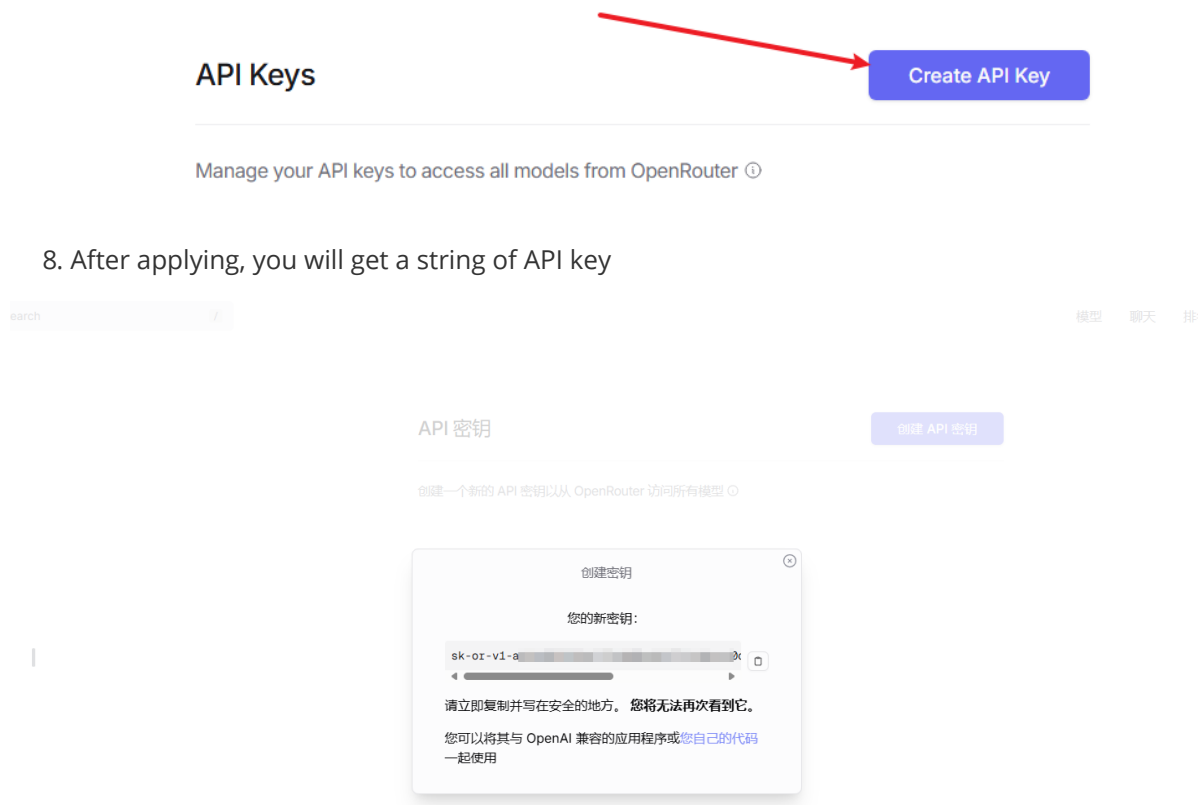 API Keys
Create API Key
Manage your API keys to access all models from OpenRouter
8. After applying, you will get a string of API key
earch /
模型 聊天 排
API 密钥
创建 API 密钥
创建一个新的 API 密钥以从 OpenRouter 访问所有模型
创建密钥
您的新密钥：
sk-or-v1-a
请立即复制并写在安全的地方。 您将无法再次看到它。
您可以将其与 OpenAI 兼容的应用程序或您自己的代码
一起使用